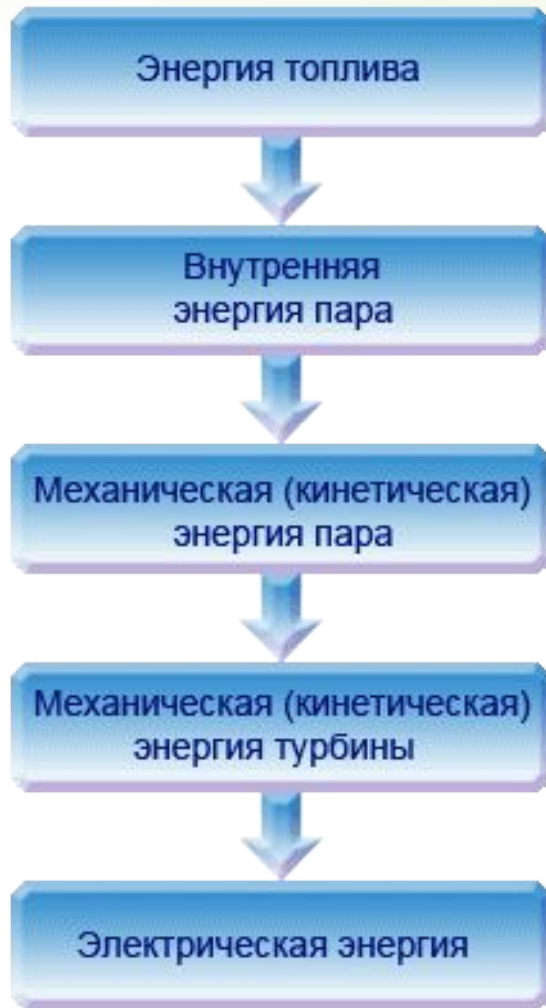 Энергия топлива
Внутренняя
энергия пара
Механическая (кинетическая)
энергия пара
Механическая (кинетическая)
энергия турбины
Электрическая энергия